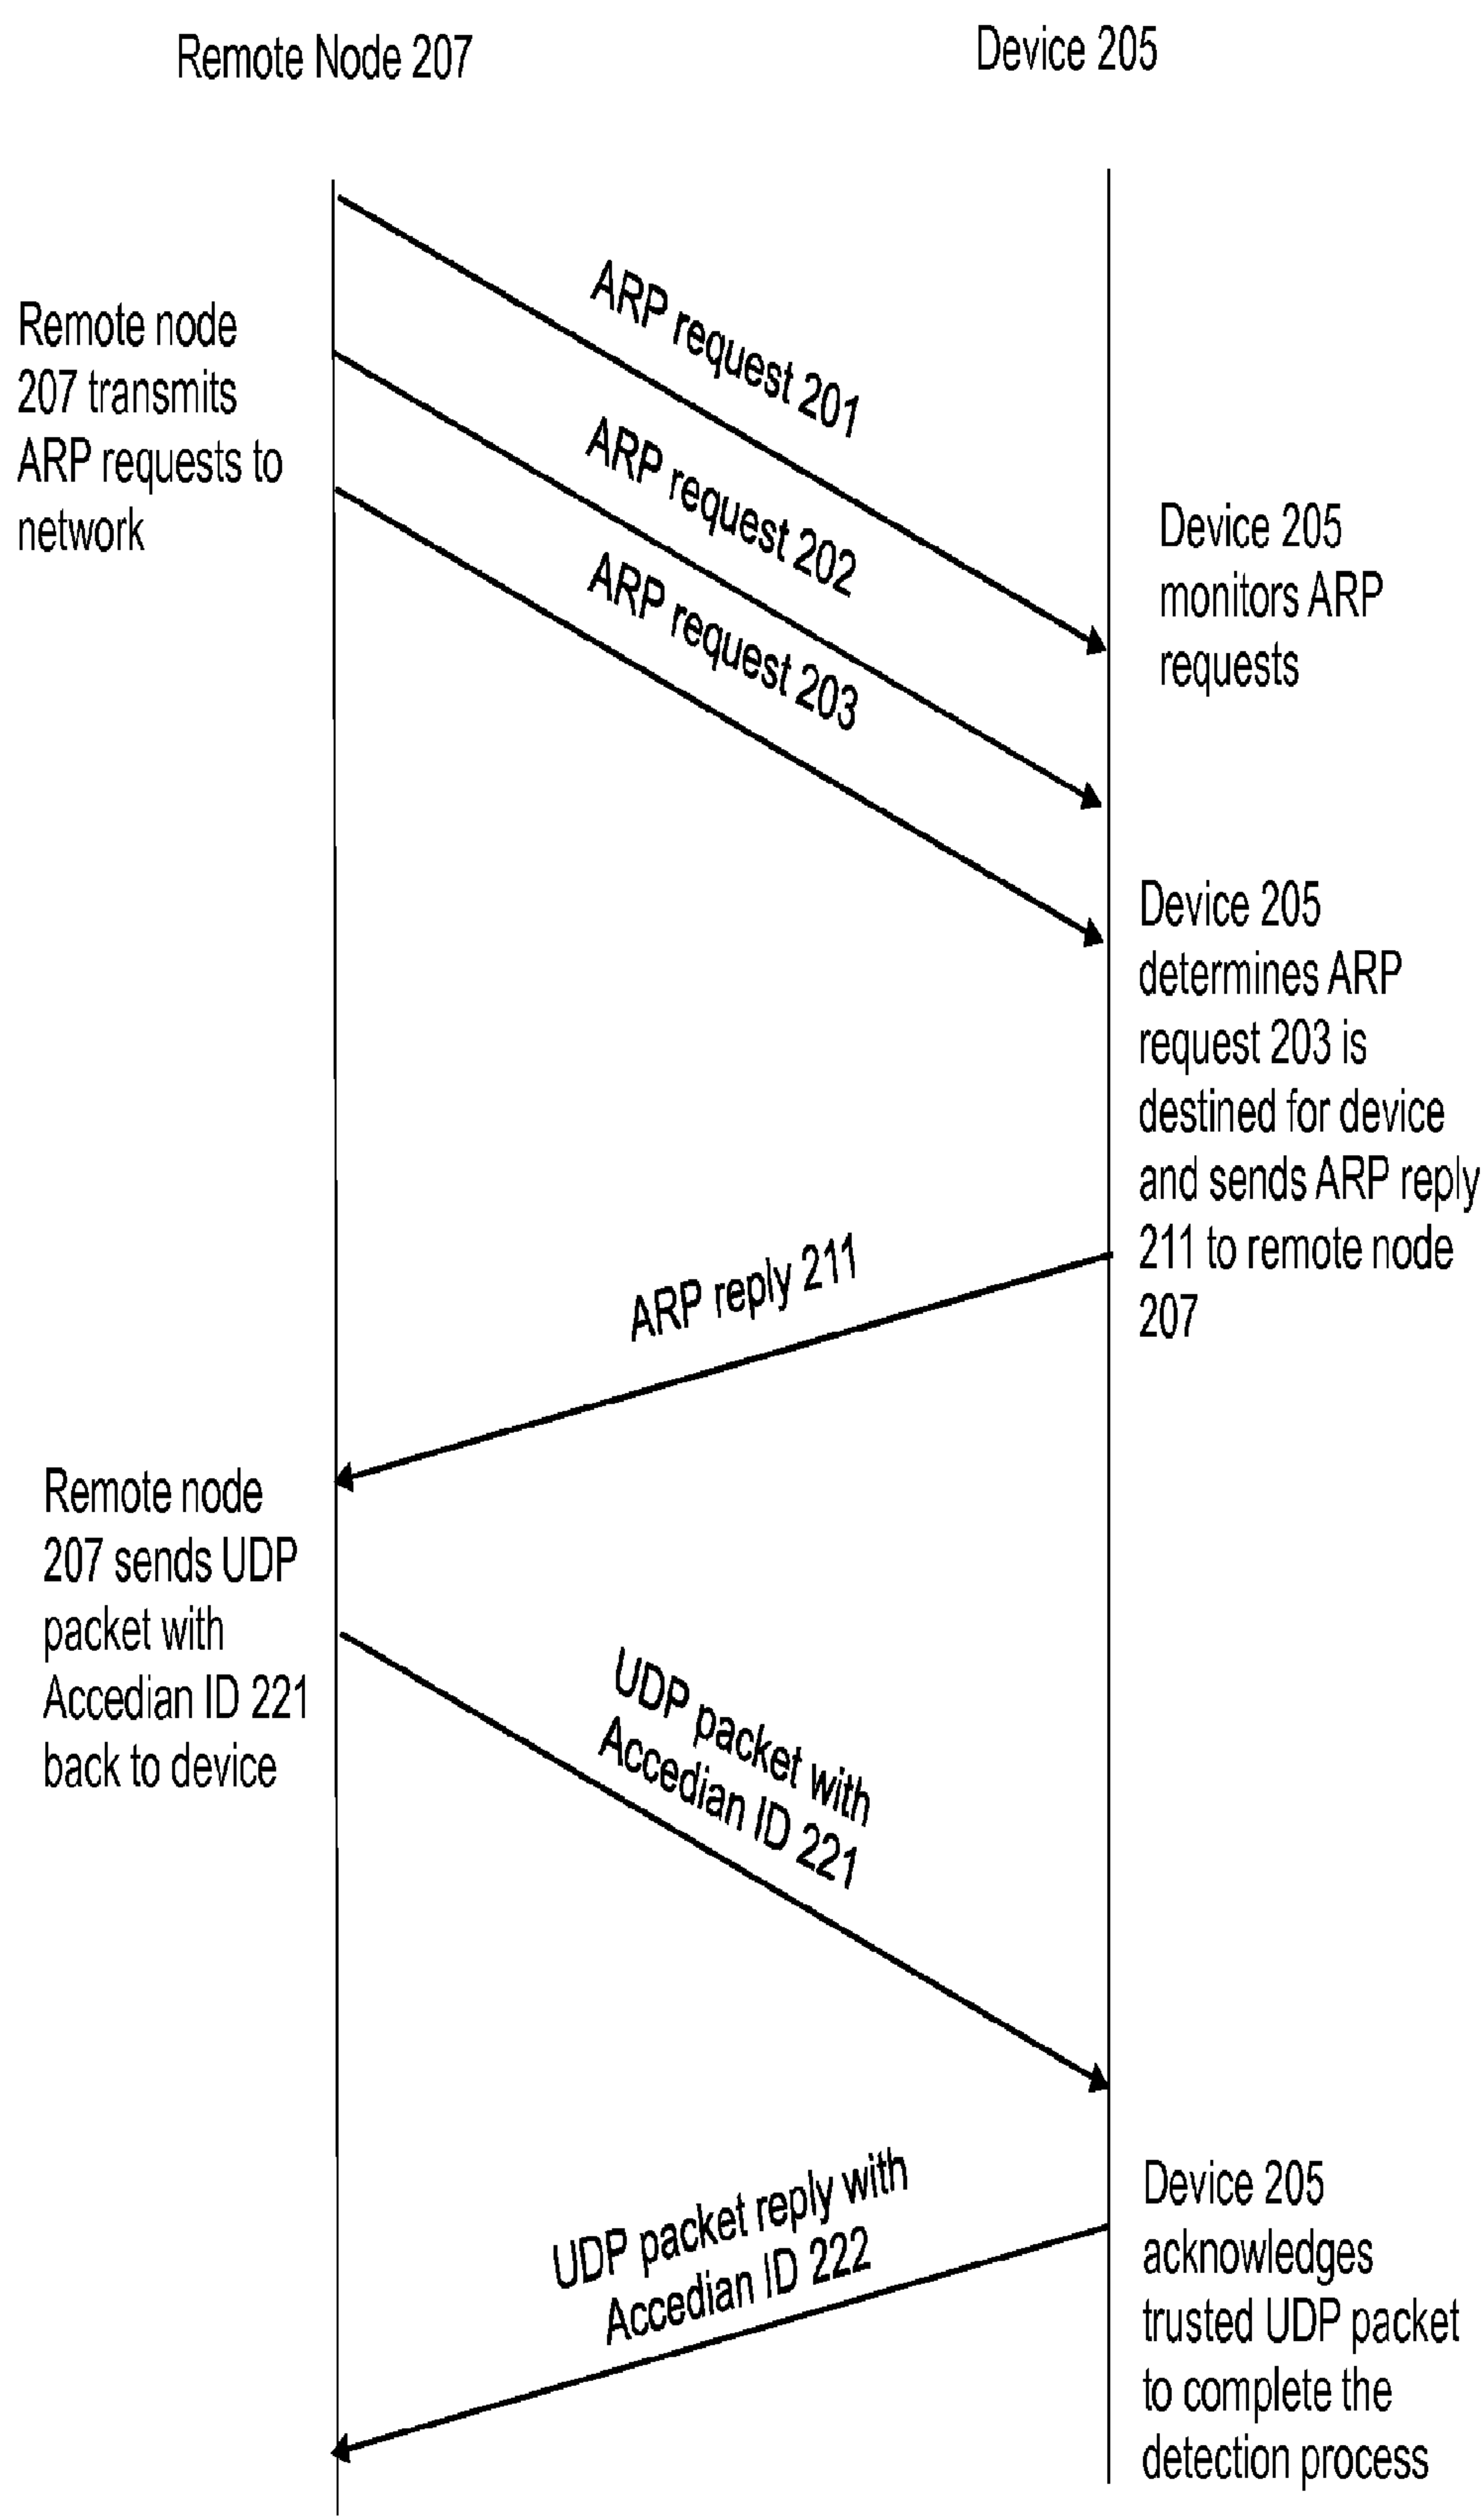 Remote Node 207
Device 205
ARP request 201
Remote node
207 transmits
ARP requests to
network
ARP request 202
Device 205
monitors ARP
requests
ARP request 203
Device 205
determines ARP
request 203 is
destined for device
and sends ARP reply
211 to remote node
207
ARP reply 211
Remote node
207 sends UDP
packet with
Accedian ID 221
back to device
UDP packet with
Accedian ID 221
UDP packet reply with
Accedian ID 222
Device 205
acknowledges
trusted UDP packet
to complete the
detection process